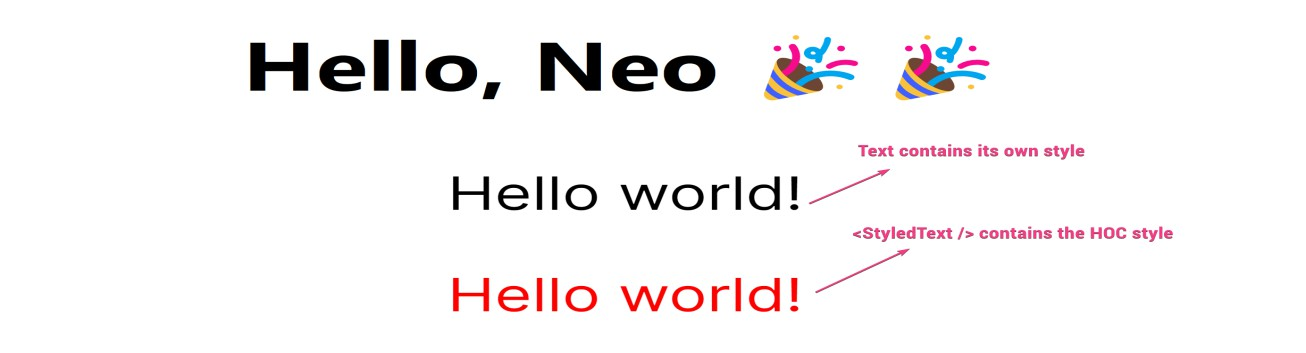 Hello, Neo 🎉 🎉
Text contains its own style
Hello world!
<StyledText /> contains the HOC style
Hello world!